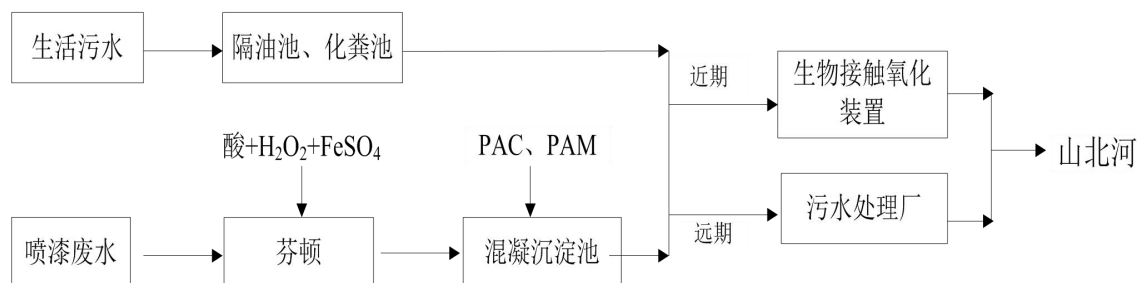 生活污水
隔油池、化粪池
近期
生物接触氧化
装置
酸+H₂O₂+FeSO₄
PAC、PAM
山北河
喷漆废水
芬顿
混凝沉淀池
远期
污水处理厂